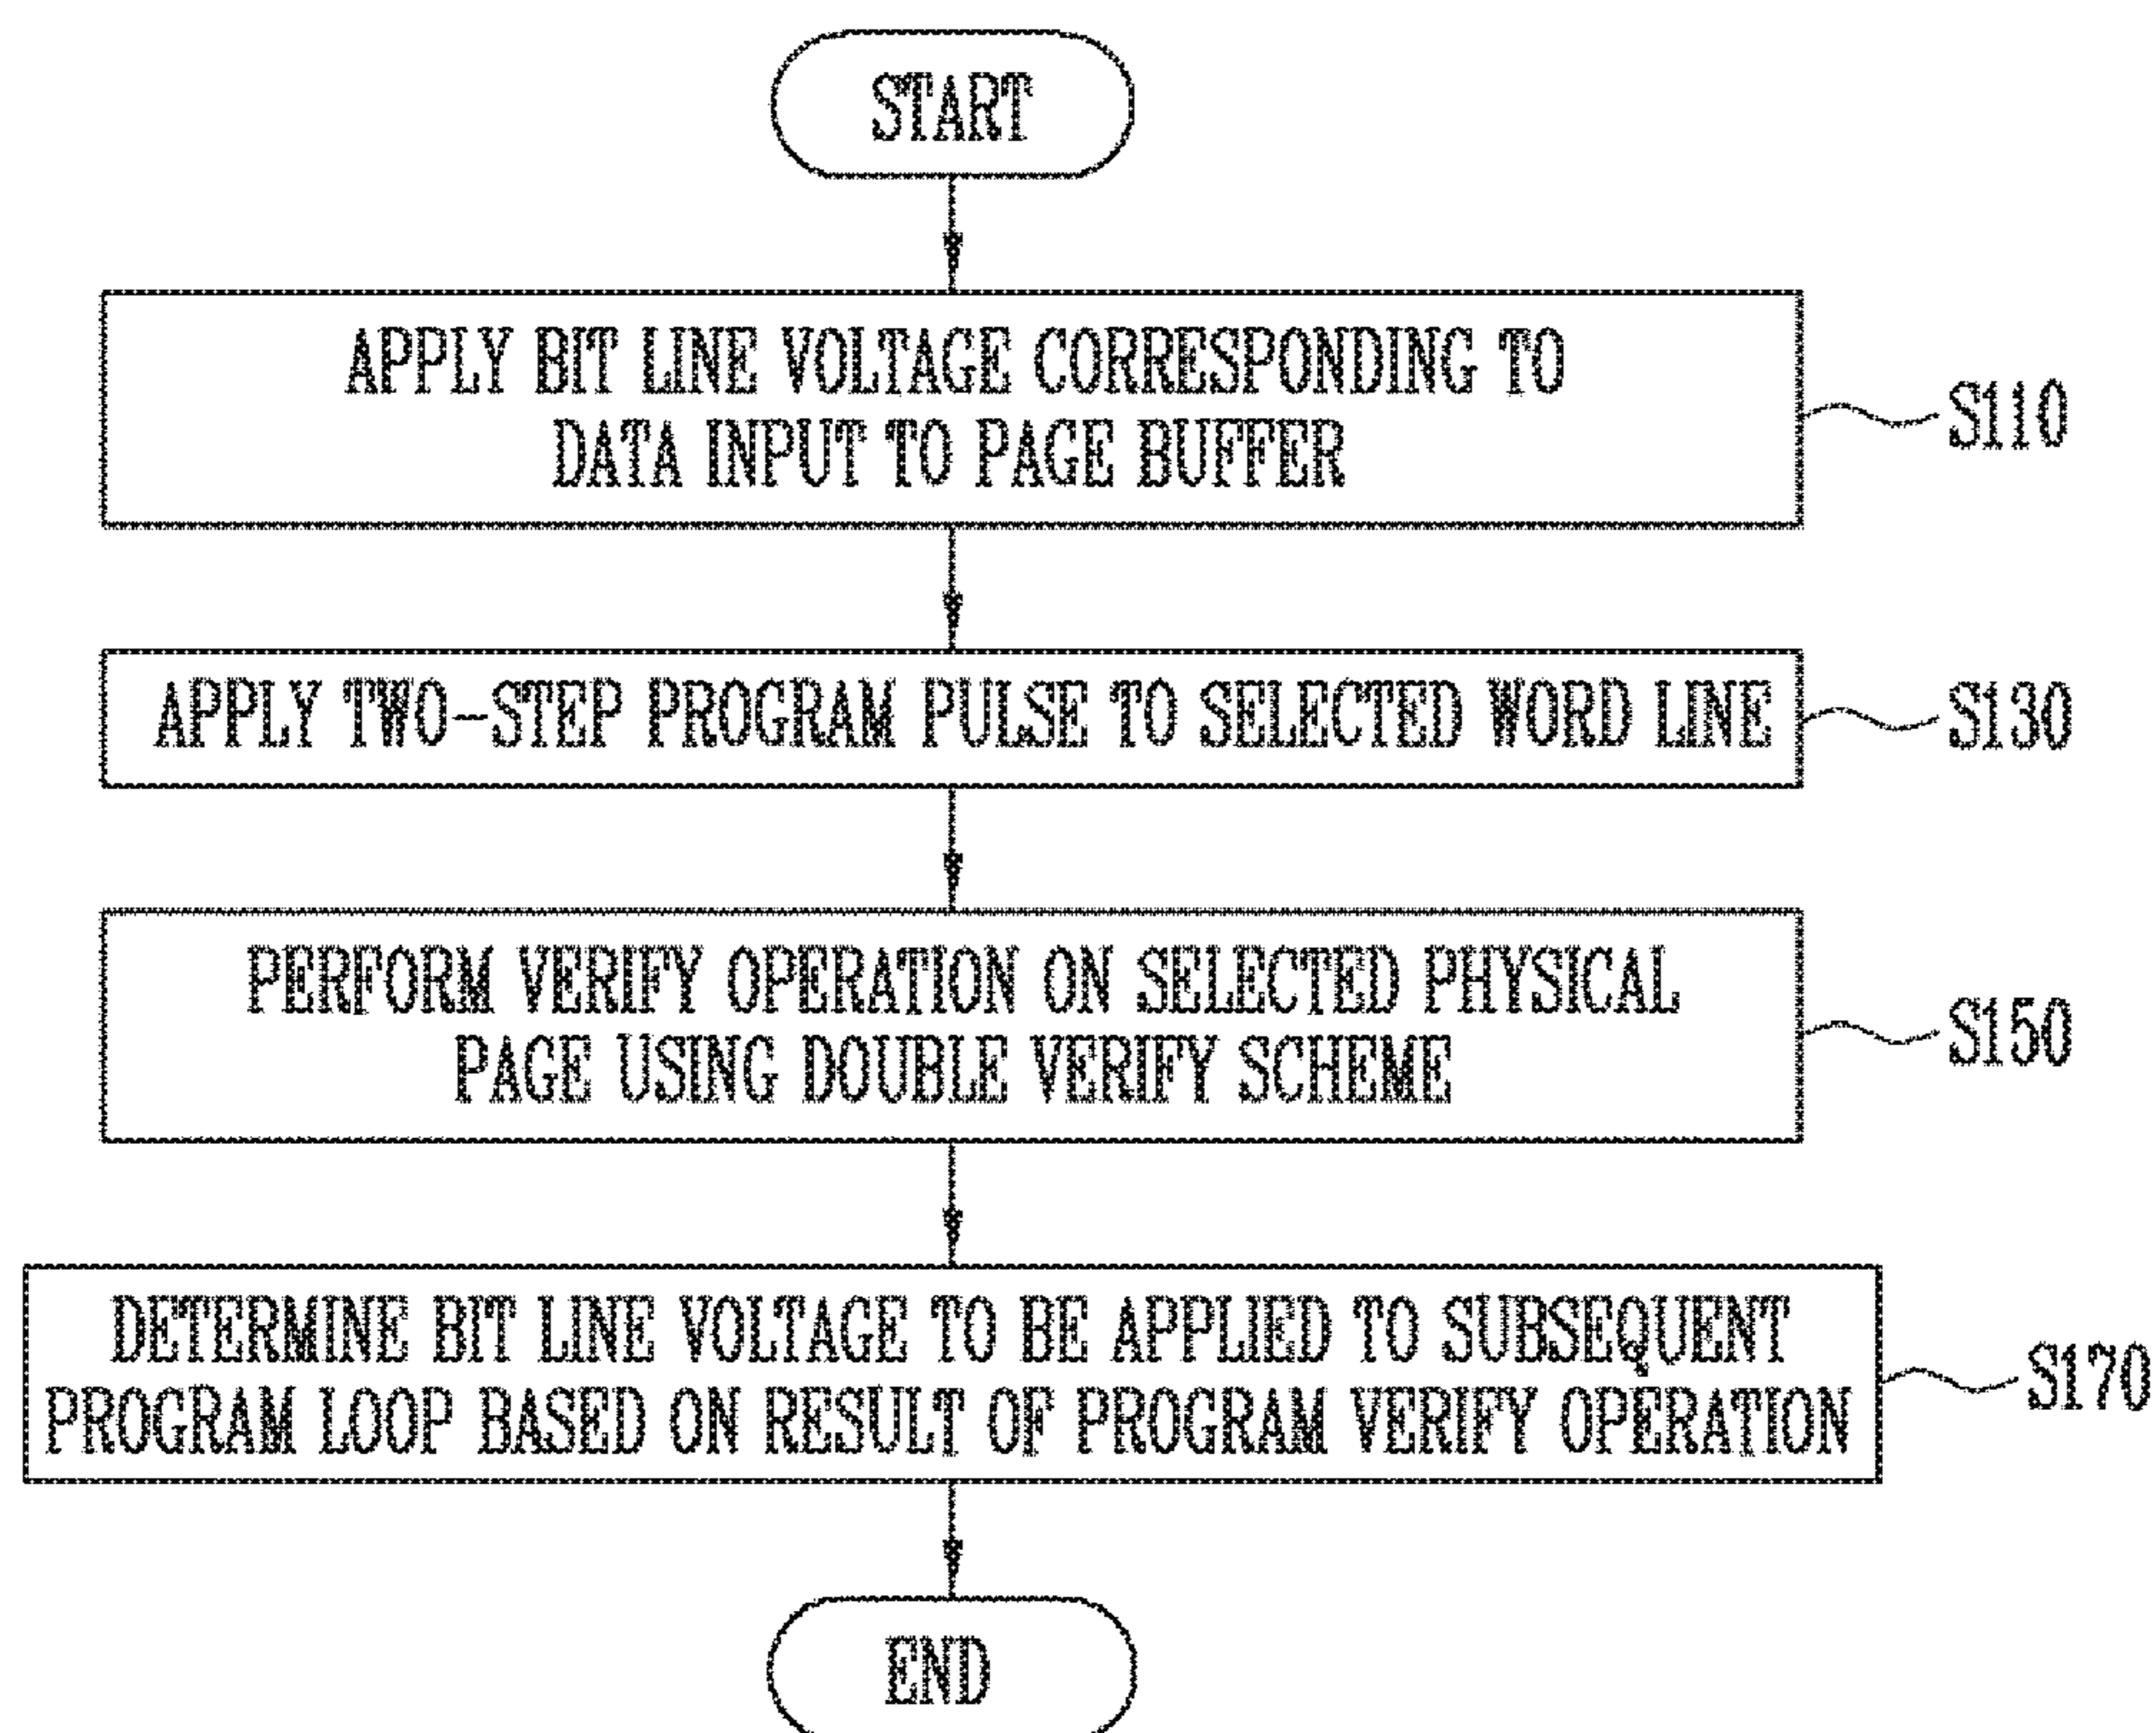 START
APPLY BIT LINE VOLTAGE CORRESPONDING TO
DATA INPUT TO PAGE BUFFER
S110
APPLY TWO-STEP PROGRAM PULSE TO SELECTED WORD LINE
S130
PERFORM VERIFY OPERATION ON SELECTED PHYSICAL
PAGE USING DOUBLE VERIFY SCHEME
S150
DETERMINE BIT LINE VOLTAGE TO BE APPLIED TO SUBSEQUENT
PROGRAM LOOP BASED ON RESULT OF PROGRAM VERIFY OPERATION
S170
END